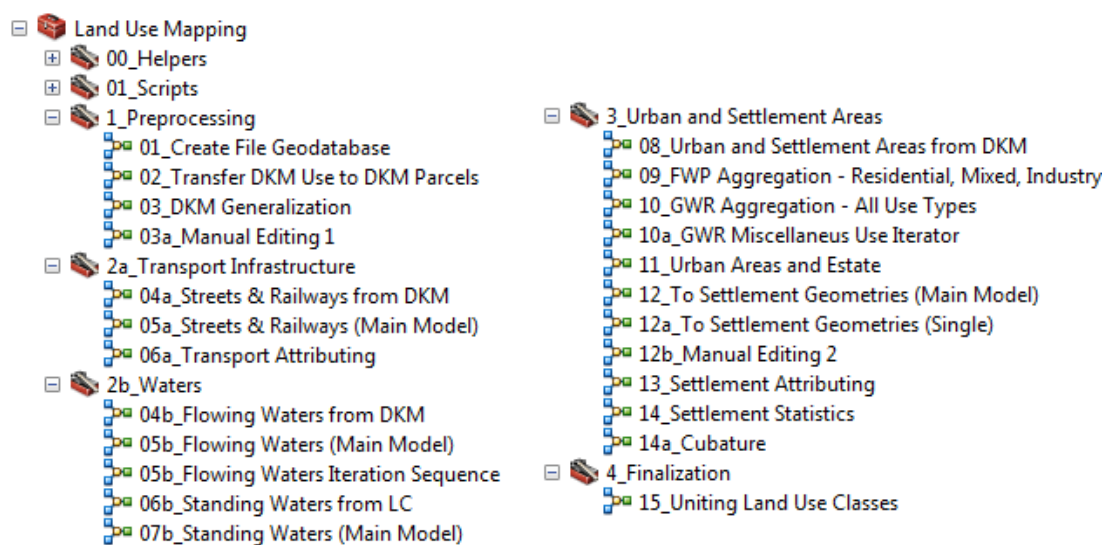 Land Use Mapping
00_Helpers
01_Scripts
1_Preprocessing
01_Create File Geodatabase
02_Transfer DKM Use to DKM Parcels
03_DKM Generalization
03a_Manual Editing 1
2a_Transport Infrastructure
04a_Streets & Railways from DKM
05a_Streets & Railways (Main Model)
06a_Transport Attributing
2b_Waters
04b_Flowing Waters from DKM
05b_Flowing Waters (Main Model)
05b_Flowing Waters Iteration Sequence
06b_Standing Waters from LC
07b_Standing Waters (Main Model)
3_Urban and Settlement Areas
08_Urban and Settlement Areas from DKM
09_FWP Aggregation - Residential, Mixed, Industry
10_GWR Aggregation - All Use Types
10a_GWR Miscellaneus Use Iterator
11_Urban Areas and Estate
12_To Settlement Geometries (Main Model)
12a_To Settlement Geometries (Single)
12b_Manual Editing 2
13_Settlement Attributing
14_Settlement Statistics
14a_Cubature
4_Finalization
15_Uniting Land Use Classes